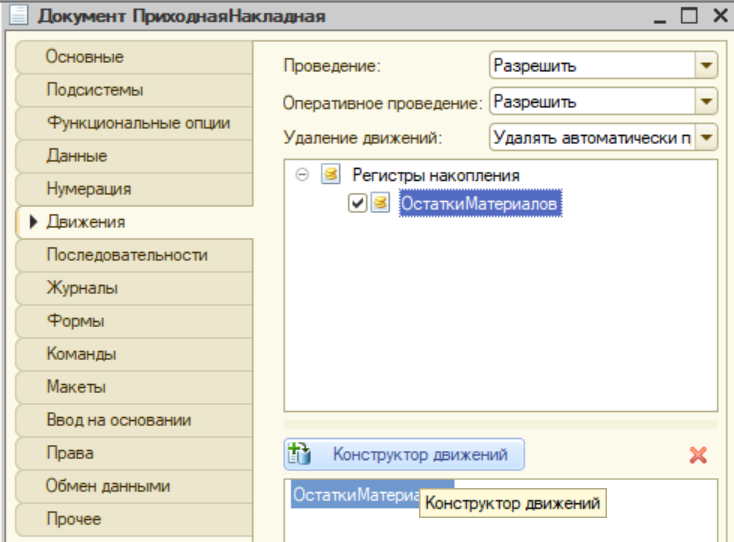 Документ ПриходнаяНакладная
Основные
Подсистемы
Функциональные опции
Данные
Нумерация
Движения
Последовательности
Журналы
Формы
Команды
Макеты
Ввод на основании
Права
Обмен данными
Прочее
Проведение: Разрешить
Оперативное проведение: Разрешить
Удаление движений: Удалять автоматически п
Регистры накопления
ОстаткиМатериалов
Конструктор движений
ОстаткиМатериа
Конструктор движений